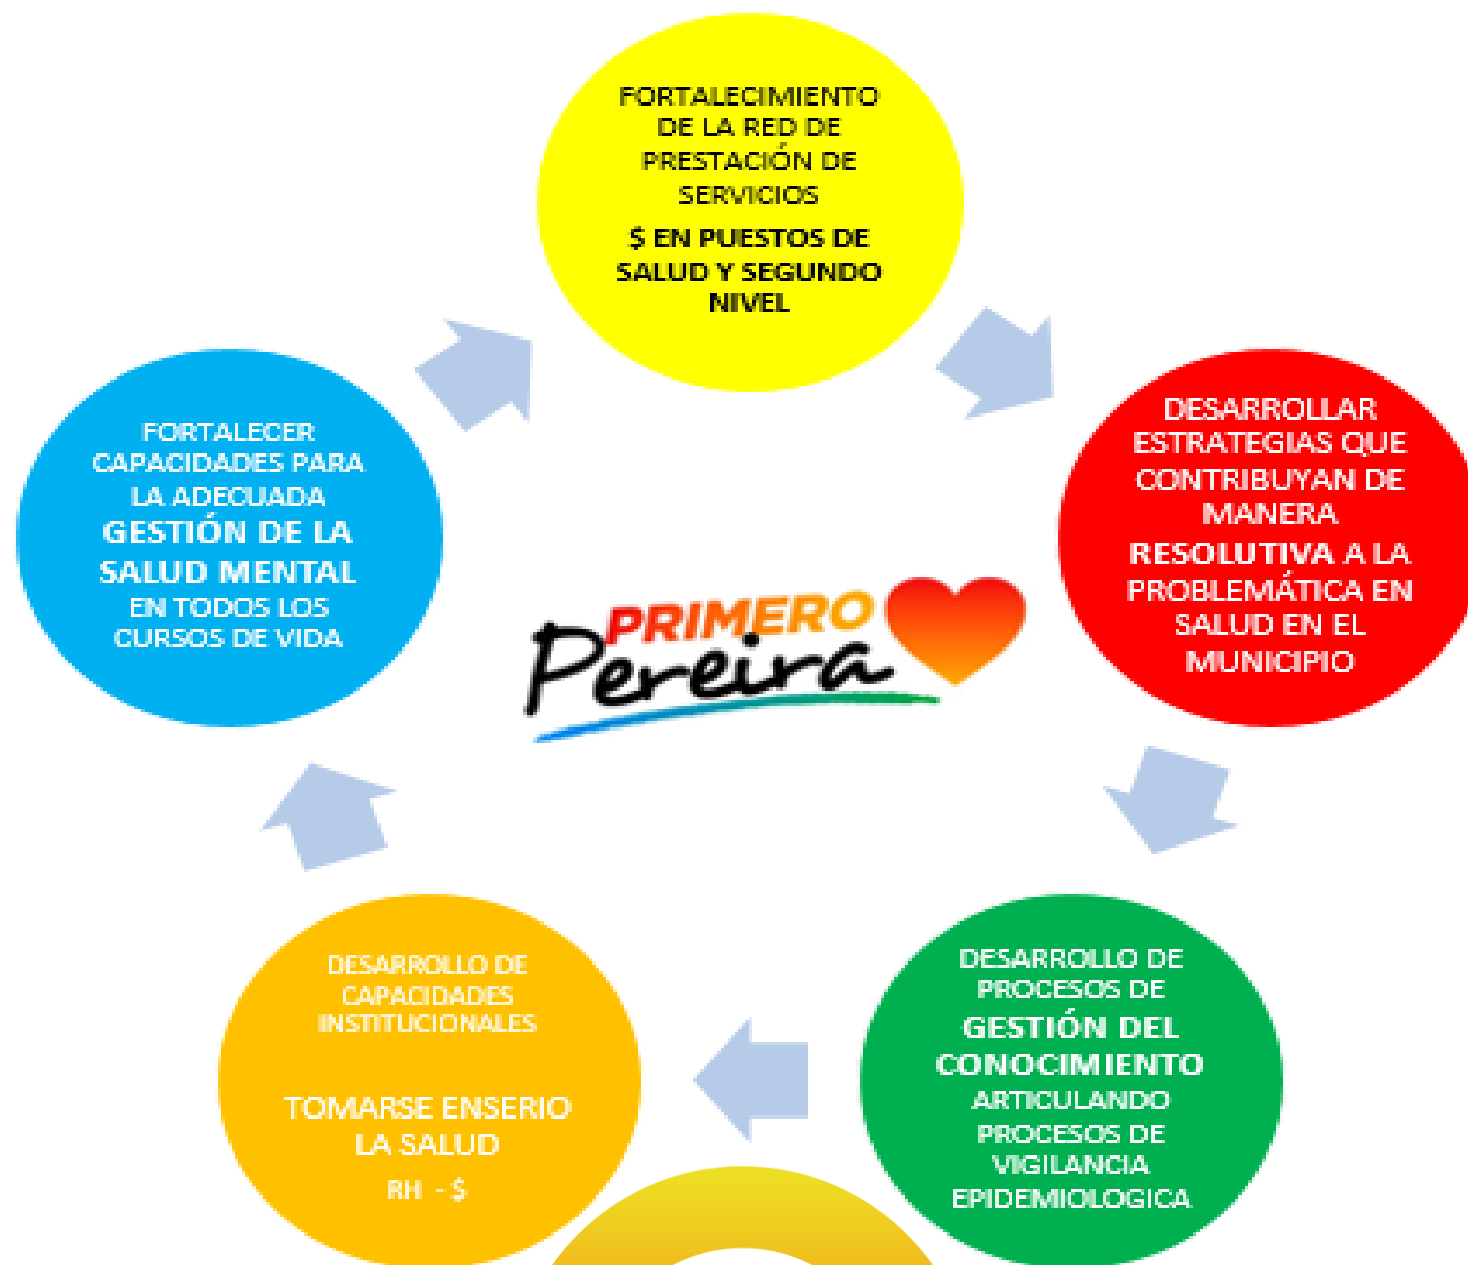 FORTALECIMIENTO
DE LA RED DE
PRESTACIÓN DE
SERVICIOS
$ EN PUESTOS DE
SALUD Y SEGUNDO
NIVEL
DESARROLLAR
ESTRATEGIAS QUE
CONTRIBUYAN DE
MANERA
RESOLUTIVA A LA
PROBLEMÁTICA EN
SALUD EN EL
MUNICIPIO
DESARROLLO DE
PROCESOS DE
GESTIÓN DEL
CONOCIMIENTO
ARTICULANDO
PROCESOS DE
VIGILANCIA
EPIDEMIOLOGICA
DESARROLLO DE
CAPACIDADES
INSTITUCIONALES
TOMARSE ENSERIO
LA SALUD
RH - $
FORTALECER
CAPACIDADES PARA
LA ADECUADA
GESTIÓN DE LA
SALUD MENTAL
EN TODOS LOS
CURSOS DE VIDA
PRIMERO
Pereira